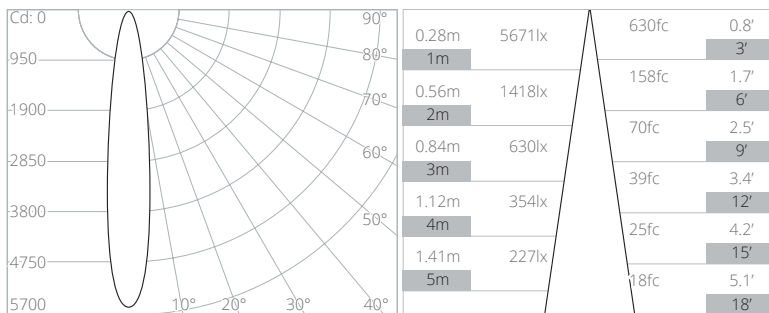 Cd: 0
90°
950
80°
1900
70°
2850
60°
3800
50°
4750
5700
10°
20°
30°
40°
0.28m
5671lx
1m
0.56m
1418lx
2m
0.84m
630lx
3m
1.12m
354lx
4m
1.41m
227lx
5m
630fc
0.8’
3’
158fc
1.7’
6’
70fc
2.5’
9’
39fc
3.4’
12’
25fc
4.2’
15’
18fc
5.1’
18’